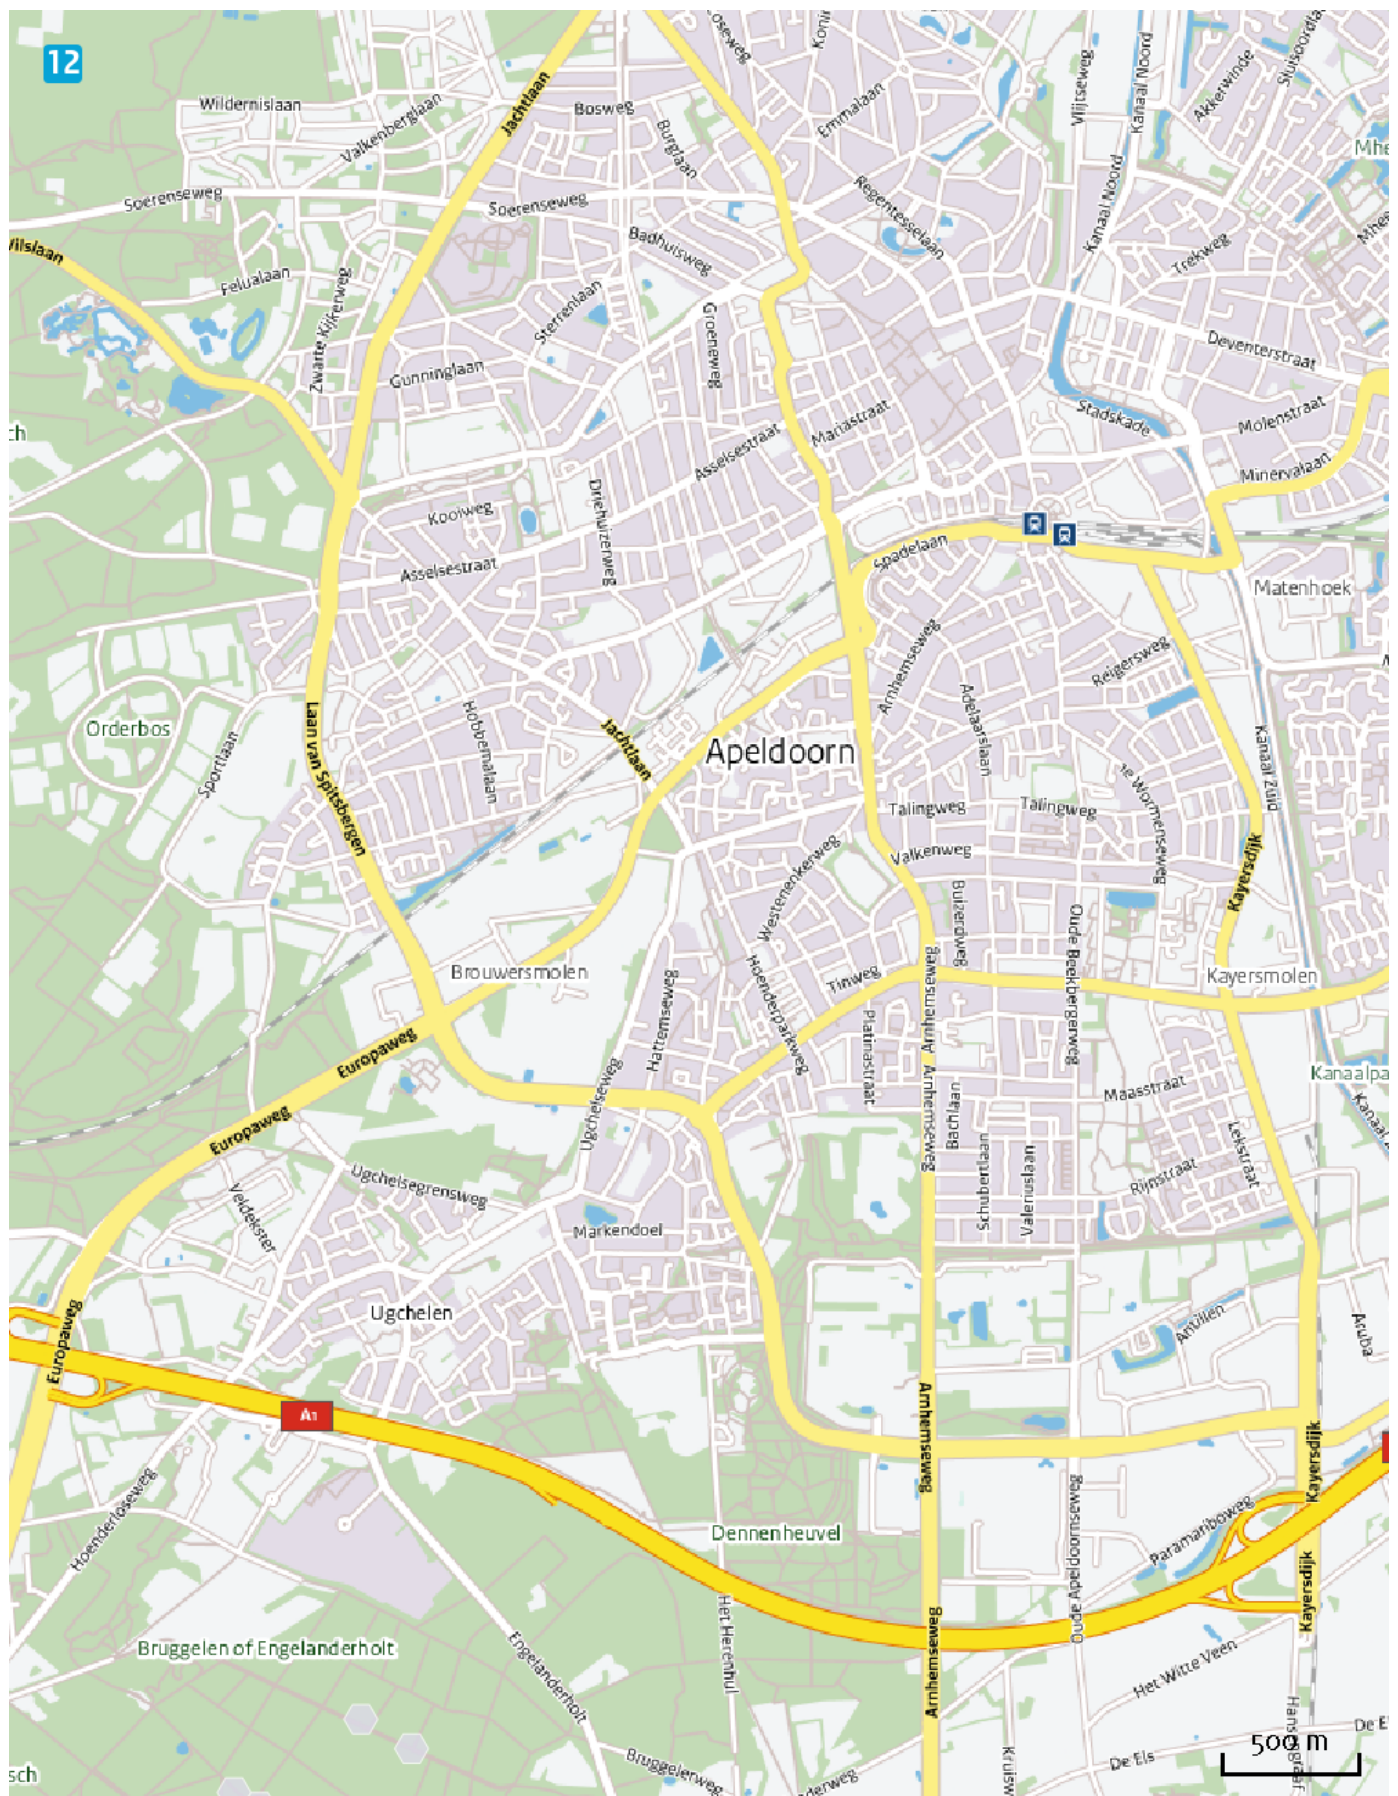 12
Wildernislaan
Valkenberglaan
Jachtlaan
Bosweg
Burglaan
Emmalaan
Vlijtseweg
Kanaal Noord
Akkerwinde
Kanaal Noord
Soerenseweg
Soerenseweg
Regentesselaan
Badhuisweg
Trekweg
Felualaan
Zwarte Kijkerweg
Sterrenlaan
Groeneweg
Gunninglaan
Deventerstraat
Stadskade
Molenstraat
Mariastraat
Asselsestraat
Minervalaan
Kooiweg
Driehuizerweg
Asselsestraat
Spadelaan
Matenhoek
Arnhemseweg
Reigersweg
Adelaarslaan
Orderbos
Sportlaan
Laan van Spitsbergen
Hobbemalaan
Jachtlaan
Apeldoorn
Kanaal Zuid
1e Wormenseweg
Talingweg
Talingweg
Valkenweg
Westenenkerweg
Kayersdijk
Buizerdweg
Oude Beekbergerweg
Brouwersmolen
Hoenderparkweg
Tinweg
Arnhemseweg
Kayersmolen
Hattemseweg
Platinastraat
Europaweg
Ugchelseweg
Arnhemseweg
Bachlaan
Maasstraat
Europaweg
Lekstraat
Ugchelsegrensweg
Veldekster
Schubertlaan
Valeriuslaan
Rijnstraat
Markendoel
Ugchelen
Europaweg
Antillen
Aruba
A1
Arnhemseweg
Kayersdijk
Hoenderloseweg
Dennenheuvel
Oude Apeldoornseweg
Paramariboweg
Kayersdijk
Bruggelen of Engelanderholt
Engelanderholt
Het Herenhul
Arnhemseweg
Het Witte Veen
De Els
Bruggelerweg
500 m